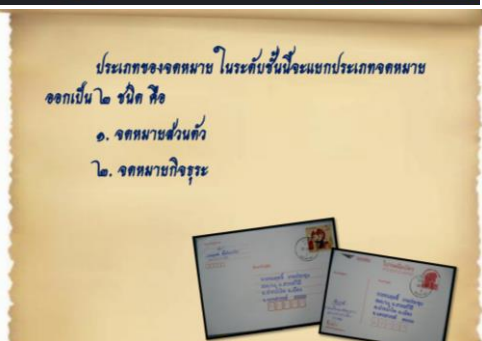 ประเภทของจดหมาย ในระดับชั้นนี้จะแยกประเภทจดหมาย
ออกเป็น ๒ ชนิด คือ
๑. จดหมายส่วนตัว
๒. จดหมายกิจธุระ